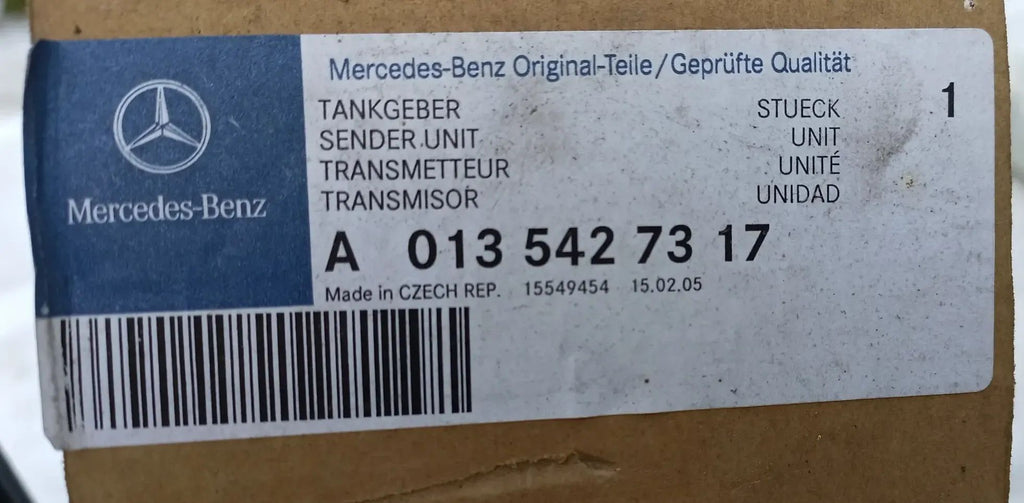 Mercedes-Benz
Mercedes-Benz Original-Teile/Geprüfte Qualität
TANKGEBER STUECK 1
SENDER UNIT UNIT
TRANSMETTEUR UNITÉ
TRANSMISOR UNIDAD
A 013 542 73 17
Made in CZECH REP. 15549454 15.02.05